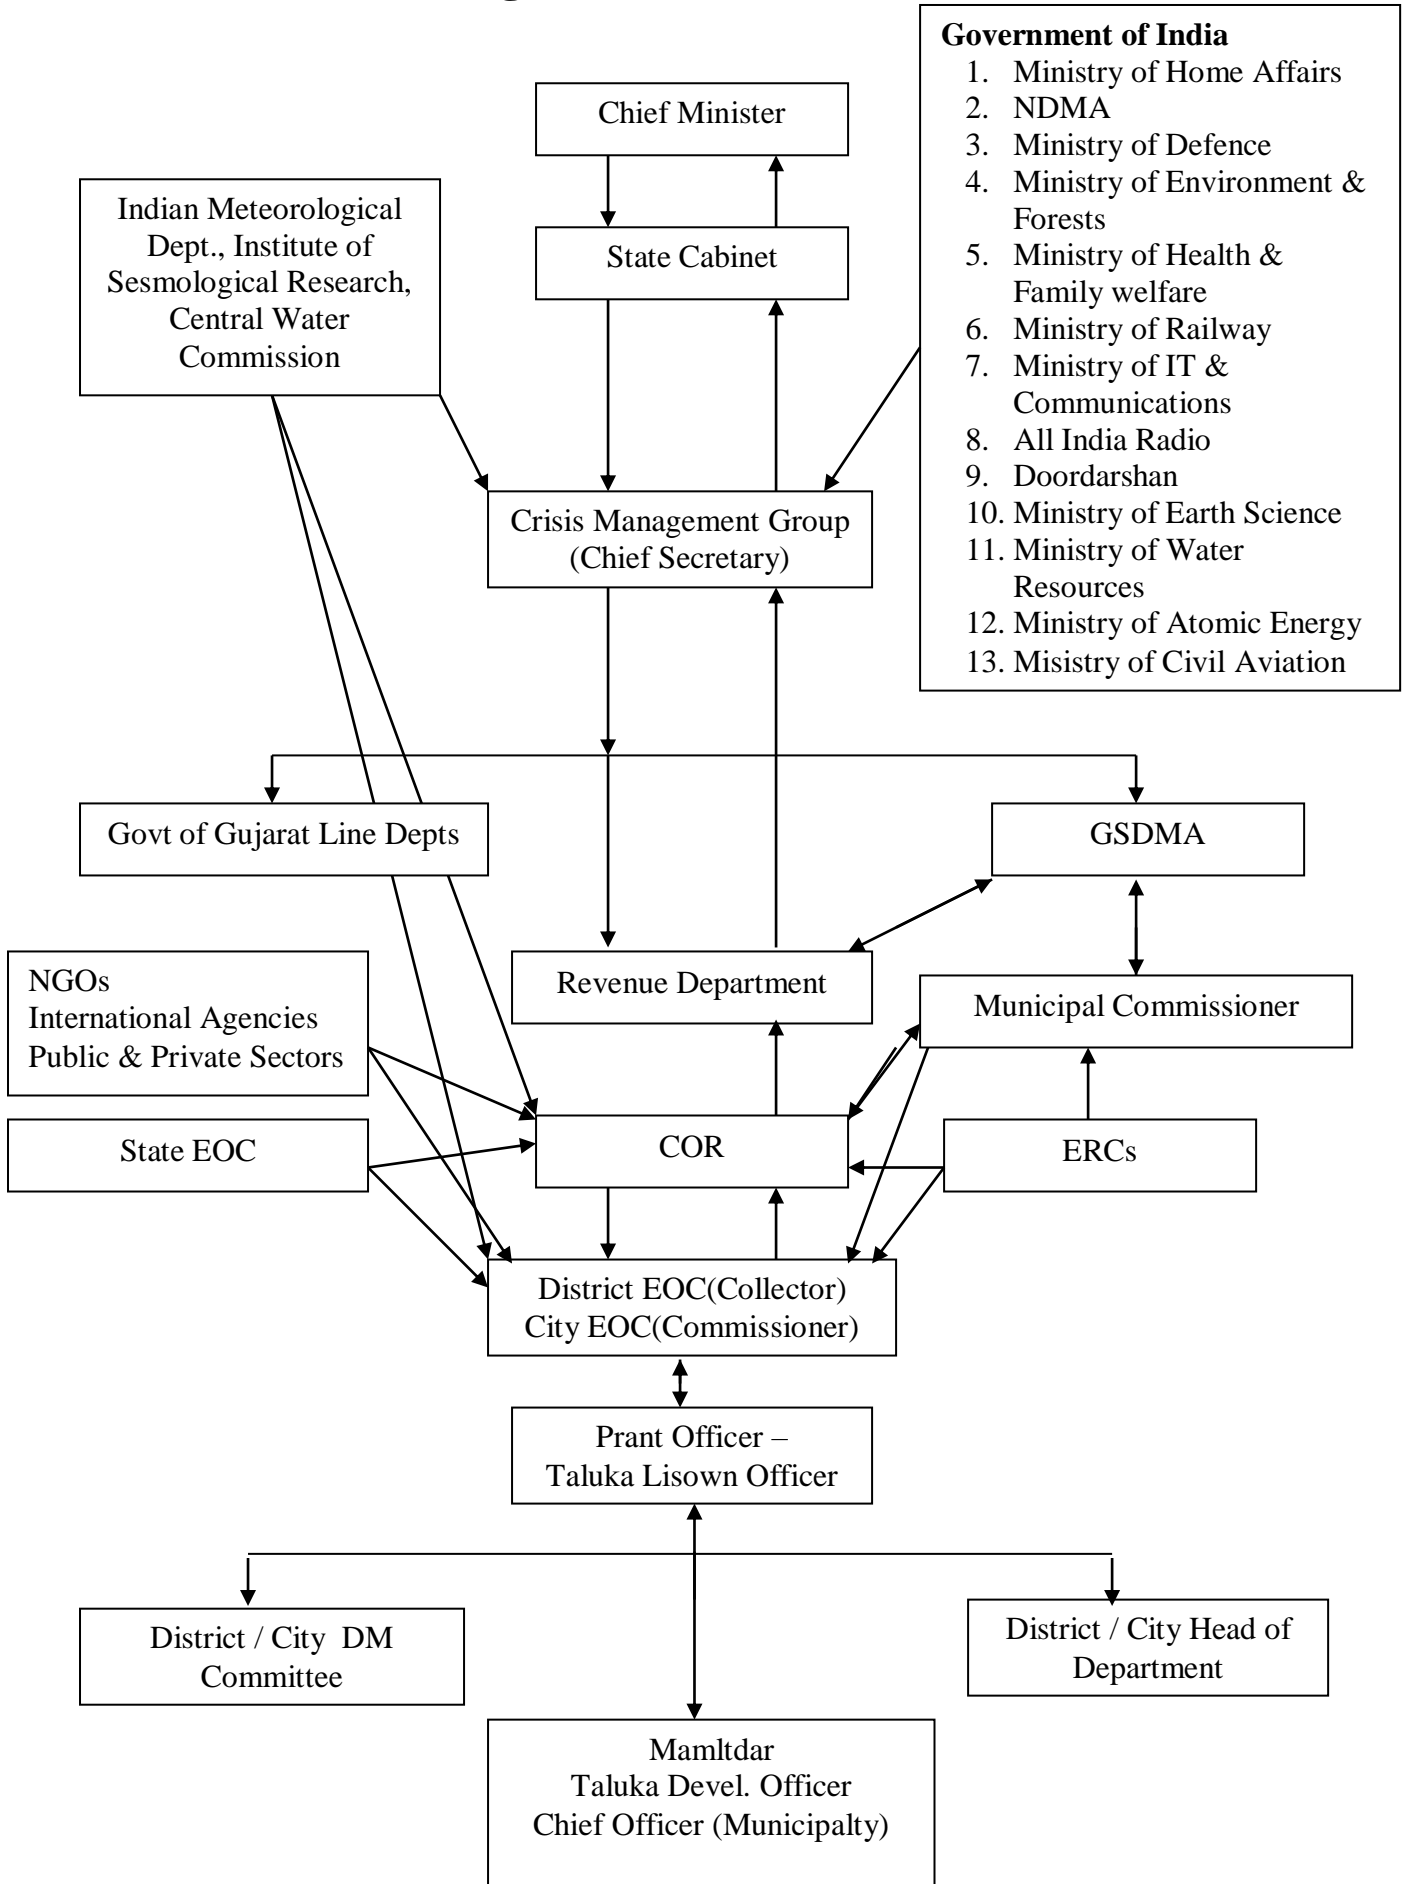 Government of India
1. Ministry of Home Affairs
2. NDMA
3. Ministry of Defence
4. Ministry of Environment &
Forests
5. Ministry of Health &
Family welfare
6. Ministry of Railway
7. Ministry of IT &
Communications
8. All India Radio
9. Doordarshan
10. Ministry of Earth Science
11. Ministry of Water
Resources
12. Ministry of Atomic Energy
13. Misistry of Civil Aviation
Chief Minister
Indian Meteorological
Dept., Institute of
Sesmological Research,
Central Water
Commission
State Cabinet
Crisis Management Group
(Chief Secretary)
Govt of Gujarat Line Depts
GSDMA
NGOs
International Agencies
Public & Private Sectors
Revenue Department
Municipal Commissioner
State EOC
COR
ERCs
District EOC(Collector)
City EOC(Commissioner)
Prant Officer –
Taluka Lisown Officer
District / City DM
Committee
District / City Head of
Department
Mamltdar
Taluka Devel. Officer
Chief Officer (Municipalty)